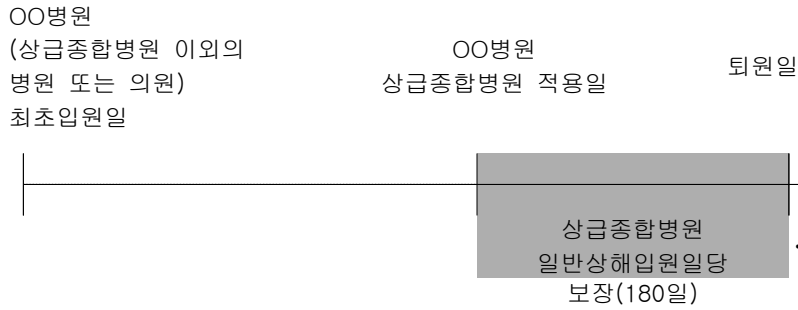 OO병원
(상급종합병원 이외의
병원 또는 의원)
최초입원일
OO병원
상급종합병원 적용일
퇴원일
상급종합병원
일반상해입원일당
보장(180일)